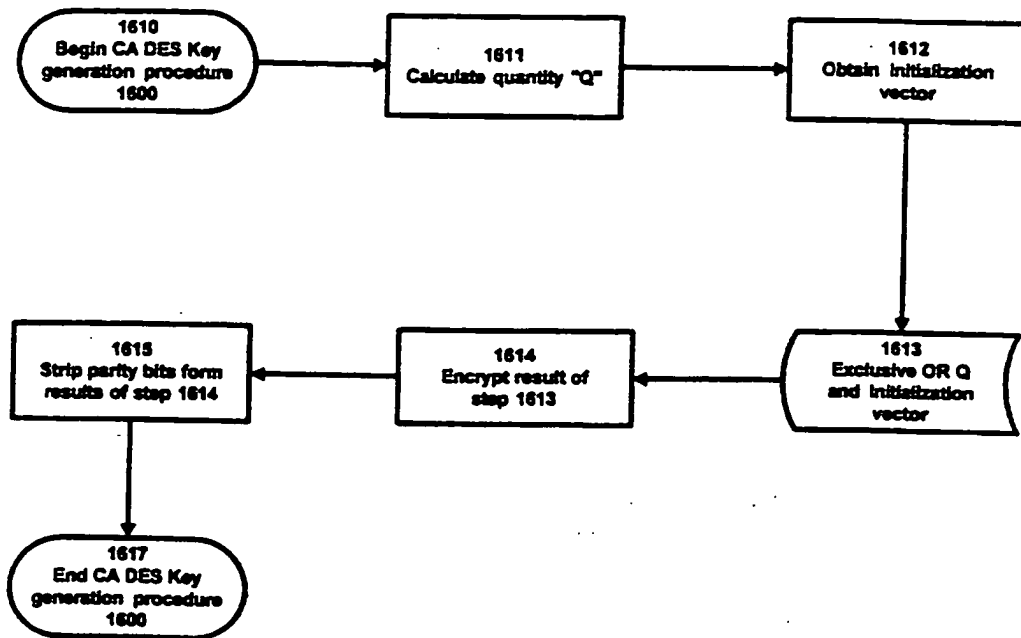 1610
Begin CA DES Key
generation procedure
1600
1611
Calculate quantity "Q"
1612
Obtain initialization
vector
1613
Exclusive OR Q
and initialization
vector
1614
Encrypt result of
step 1613
1615
Strip parity bits form
results of step 1614
1617
End CA DES Key
generation procedure
1600